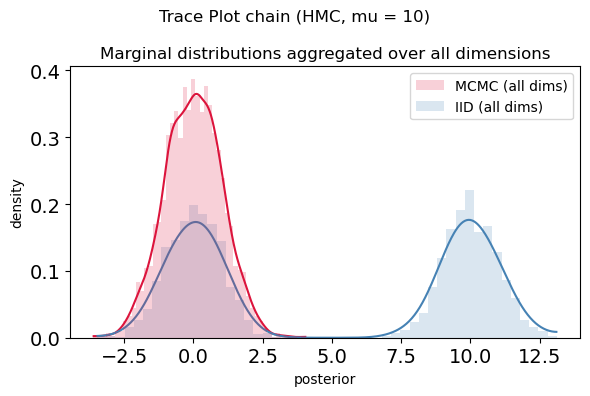 Trace Plot chain (HMC, mu = 10)
Marginal distributions aggregated over all dimensions
MCMC (all dims)
IID (all dims)
0.4
0.3
0.2
0.1
0.0
density
−2.5 0.0 2.5 5.0 7.5 10.0 12.5
posterior